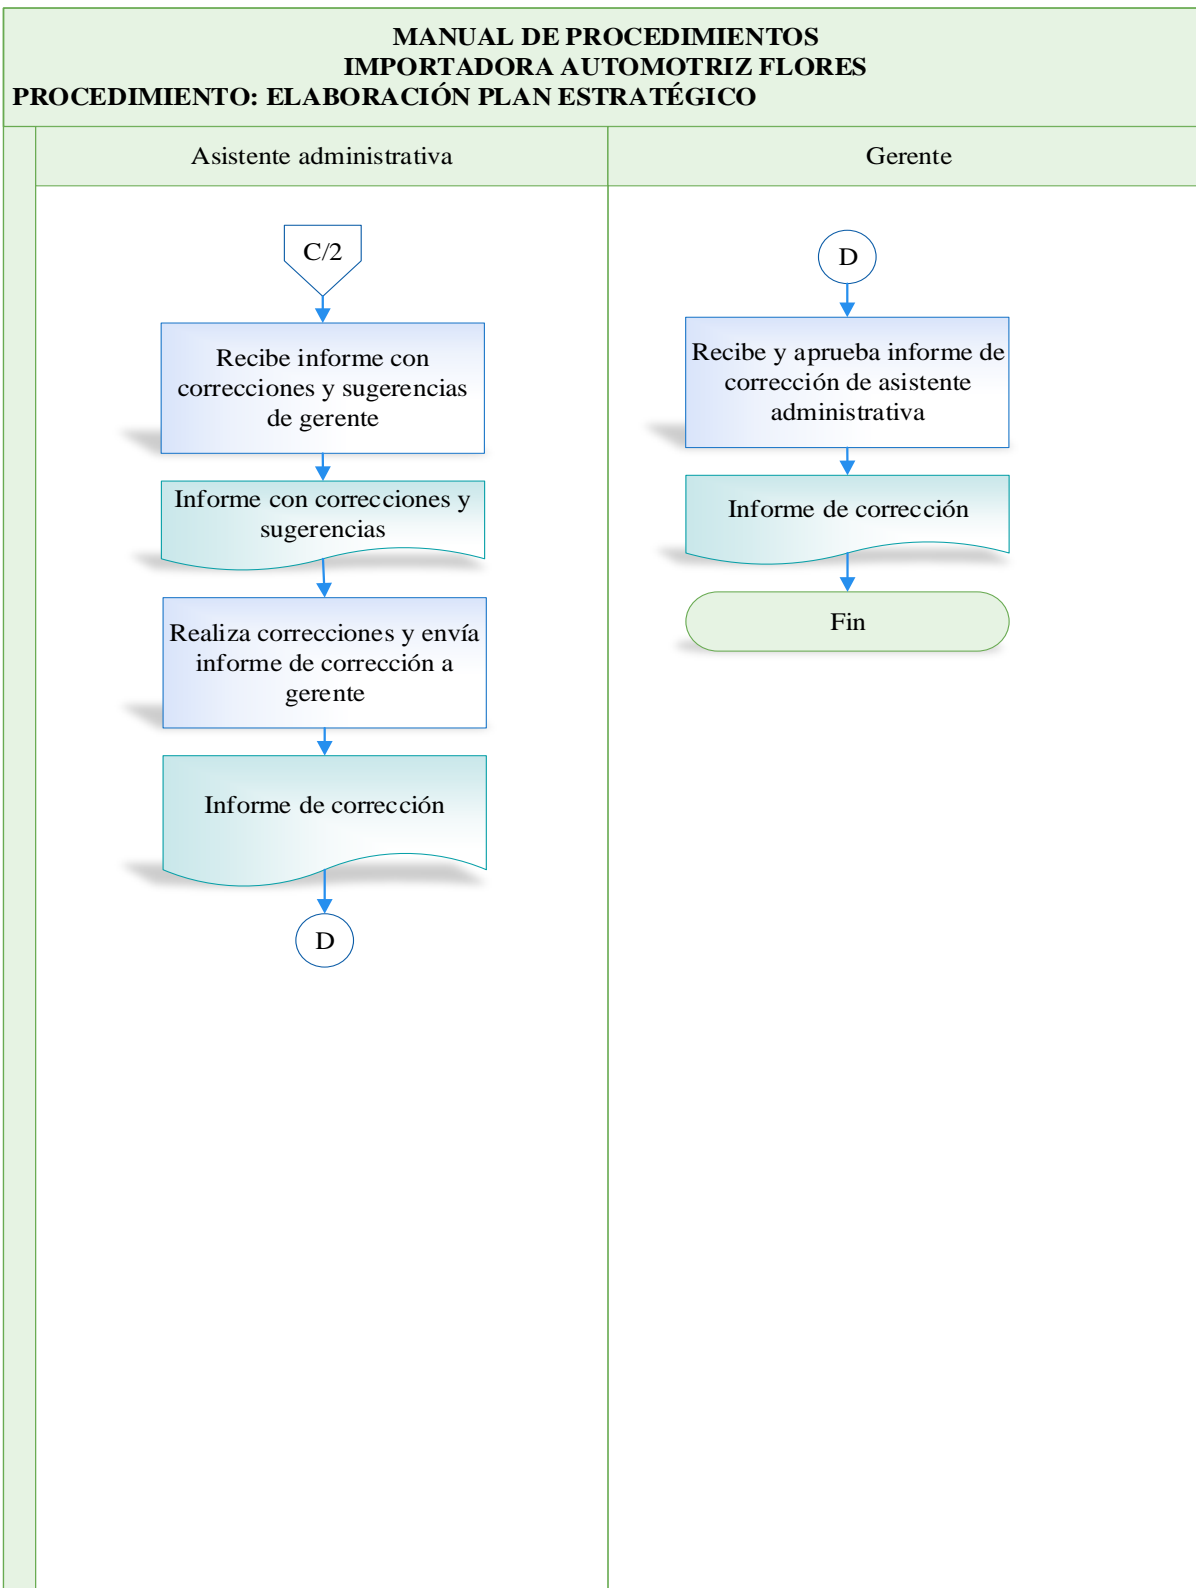 MANUAL DE PROCEDIMIENTOS
IMPORTADORA AUTOMOTRIZ FLORES
PROCEDIMIENTO: ELABORACIÓN PLAN ESTRATÉGICO
Asistente administrativa
Gerente
C/2
Recibe informe con
correcciones y sugerencias
de gerente
Informe con correcciones y
sugerencias
Realiza correcciones y envía
informe de corrección a
gerente
Informe de corrección
D
D
Recibe y aprueba informe de
corrección de asistente
administrativa
Informe de corrección
Fin